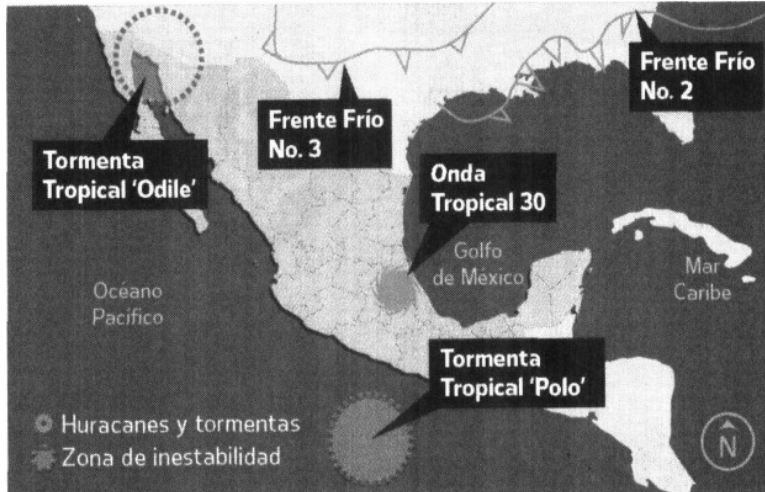 Frente Frío
No. 2
Frente Frío
No. 3
Tormenta
Tropical ‘Odile’
Onda
Tropical 30
Golfo
de México
Mar
Caribe
Océano
Pacífico
Tormenta
Tropical ‘Polo’
Huracanes y tormentas
Zona de inestabilidad
N